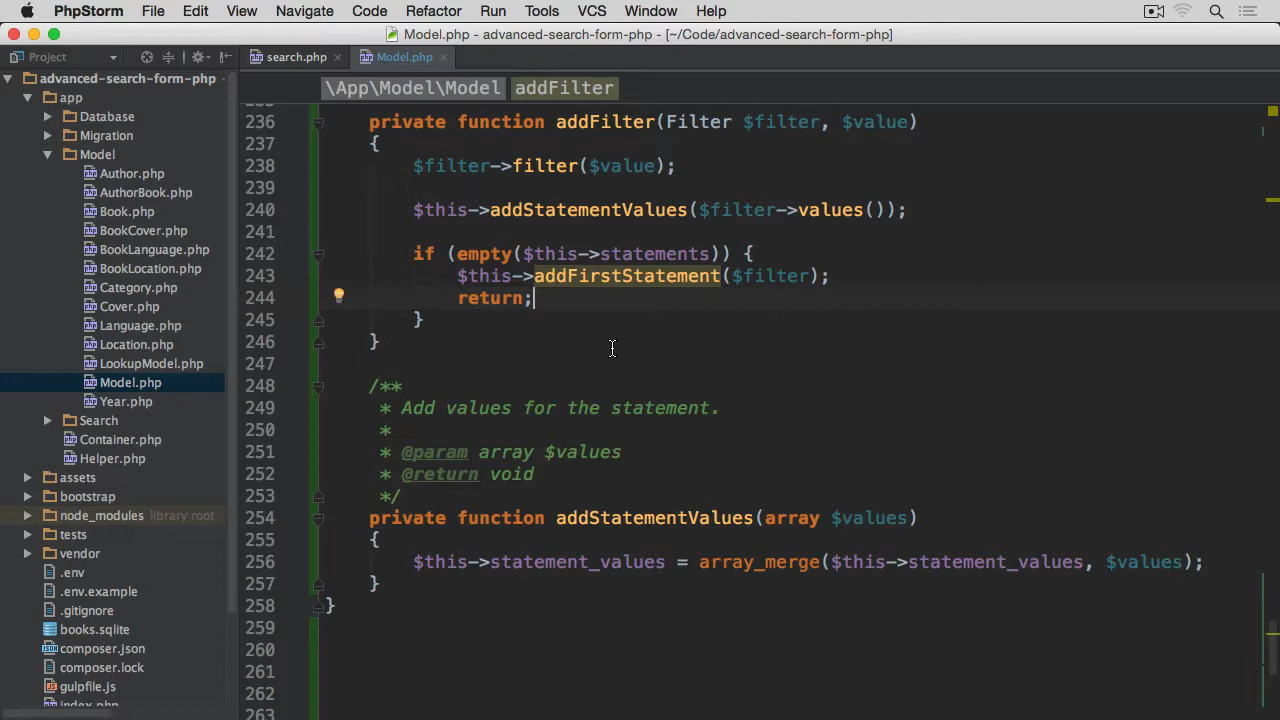 PhpStorm File Edit View Navigate Code Refactor Run Tools VCS Window Help
Model.php - advanced-search-form-php - [~/Code/advanced-search-form-php]
Project
search.php
Model.php
\App\Model\Model addFilter
advanced-search-form-php
app
Database
Migration
Model
Author.php
AuthorBook.php
Book.php
BookCover.php
BookLanguage.php
BookLocation.php
Category.php
Cover.php
Language.php
Location.php
LookupModel.php
Model.php
Year.php
Search
Container.php
Helper.php
assets
bootstrap
node_modules library root
tests
vendor
.env
.env.example
.gitignore
books.sqlite
composer.json
composer.lock
gulpfile.js
index.php
236 private function addFilter(Filter $filter, $value)
237 {
238 $filter->filter($value);
239
240 $this->addStatementValues($filter->values());
241
242 if (empty($this->statements)) {
243 $this->addFirstStatement($filter);
244 return;
245 }
246 }
247
248 /**
249 * Add values for the statement.
250 *
251 * @param array $values
252 * @return void
253 */
254 private function addStatementValues(array $values)
255 {
256 $this->statement_values = array_merge($this->statement_values, $values);
257 }
258 }
259
260
261
262
263